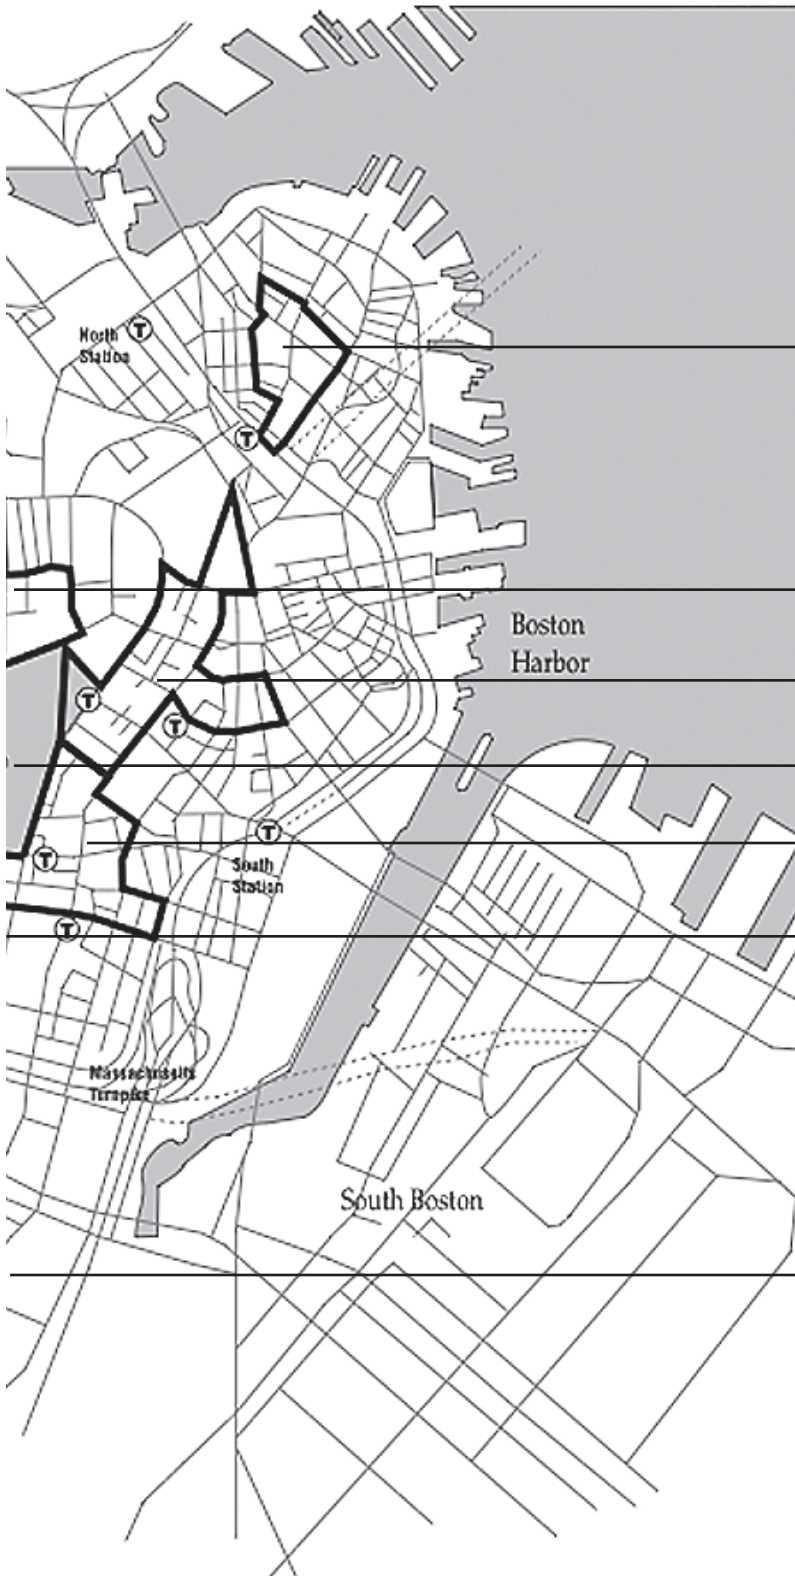 North
Station
T
T
Boston
Harbor
T
T
T
South
Station
T
T
Massachusetts
Turnpike
South Boston